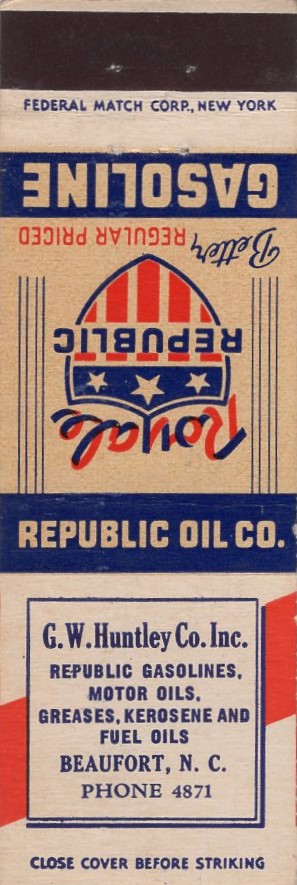 FEDERAL MATCH CORP., NEW YORK
GASOLINE
Better, REGULAR PRICED
REPUBLIC
Royale
REPUBLIC OIL CO.
G. W. Huntley Co. Inc.
REPUBLIC GASOLINES,
MOTOR OILS,
GREASES, KEROSENE AND
FUEL OILS
BEAUFORT, N. C.
PHONE 4871
CLOSE COVER BEFORE STRIKING